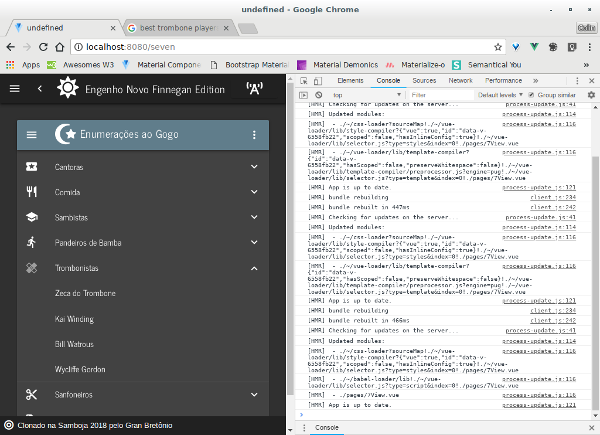 undefined - Google Chrome
undefined
best trombone player
Colin
localhost:8080/seven
Apps
Awesomes W3
Material Compone
Bootstrap Material
Material Demonics
Materialize-o
Semantical You
»
Engenho Novo Finnegan Edition
Enumerações ao Gogo
Cantoras
Comida
Sambistas
Pandeiros de Bamba
Trombonistas
Zeca do Trombone
Kai Winding
Bill Watrous
Wycliffe Gordon
Sanfoneiros
Clonado na Samboja 2018 pelo Gran Bretônio
Elements Console Sources Network Performance »
top Filter Default levels Group similar
[HMR] Checking for updates on the server... process-update.js:41
[HMR] Updated modules: process-update.js:114
[HMR] - ./~/css-loader?sourceMap!./~/vue- process-update.js:116
loader/lib/style-compiler?{"vue":true,"id":"data-v-
6558fb22","scoped":false,"hasInlineConfig":true}!./~/vue-
loader/lib/selector.js?type=styles&index=0!./pages/7View.vue
[HMR] - ./~/vue-loader/lib/template-compiler? process-update.js:116
{"id":"data-v-
6558fb22","hasScoped":false,"preserveWhitespace":false}!./~/vue-
loader/lib/template-compiler/preprocessor.js?engine=pug!./~/vue-
loader/lib/selector.js?type=template&index=0!./pages/7View.vue
[HMR] App is up to date. process-update.js:121
[HMR] bundle rebuilding client.js:234
[HMR] bundle rebuilt in 447ms client.js:242
[HMR] Checking for updates on the server... process-update.js:41
[HMR] Updated modules: process-update.js:114
[HMR] - ./~/css-loader?sourceMap!./~/vue- process-update.js:116
loader/lib/style-compiler?{"vue":true,"id":"data-v-
6558fb22","scoped":false,"hasInlineConfig":true}!./~/vue-
loader/lib/selector.js?type=styles&index=0!./pages/7View.vue
[HMR] - ./~/vue-loader/lib/template-compiler? process-update.js:116
{"id":"data-v-
6558fb22","hasScoped":false,"preserveWhitespace":false}!./~/vue-
loader/lib/template-compiler/preprocessor.js?engine=pug!./~/vue-
loader/lib/selector.js?type=template&index=0!./pages/7View.vue
[HMR] App is up to date. process-update.js:121
[HMR] bundle rebuilding client.js:234
[HMR] bundle rebuilt in 466ms client.js:242
[HMR] Checking for updates on the server... process-update.js:41
[HMR] Updated modules: process-update.js:114
[HMR] - ./~/css-loader?sourceMap!./~/vue- process-update.js:116
loader/lib/style-compiler?{"vue":true,"id":"data-v-
6558fb22","scoped":false,"hasInlineConfig":true}!./~/vue-
loader/lib/selector.js?type=styles&index=0!./pages/7View.vue
[HMR] - ./~/babel-loader/lib!./~/vue- process-update.js:116
loader/lib/selector.js?type=script&index=0!./pages/7View.vue
[HMR] - ./pages/7View.vue process-update.js:116
[HMR] App is up to date. process-update.js:121
Console